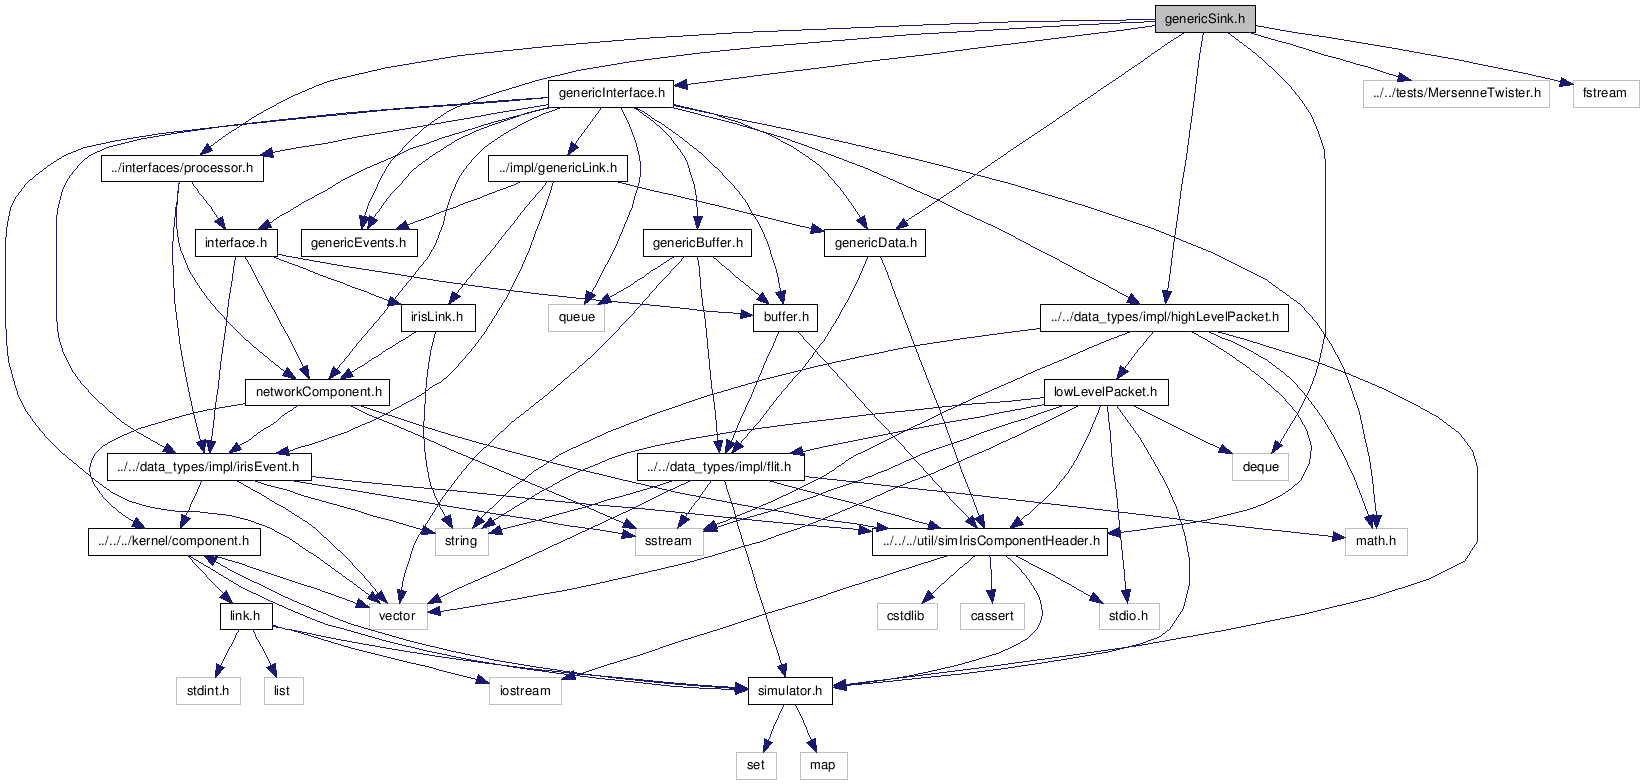 genericSink.h
genericInterface.h
../../tests/MersenneTwister.h
fstream
../interfaces/processor.h
../impl/genericLink.h
interface.h
genericEvents.h
genericBuffer.h
genericData.h
irisLink.h
queue
buffer.h
../../data_types/impl/highLevelPacket.h
networkComponent.h
lowLevelPacket.h
../../data_types/impl/irisEvent.h
../../data_types/impl/flit.h
deque
../../../kernel/component.h
string
sstream
../../../util/simIrisComponentHeader.h
math.h
link.h
vector
cstdlib
cassert
stdio.h
stdint.h
list
iostream
simulator.h
set
map